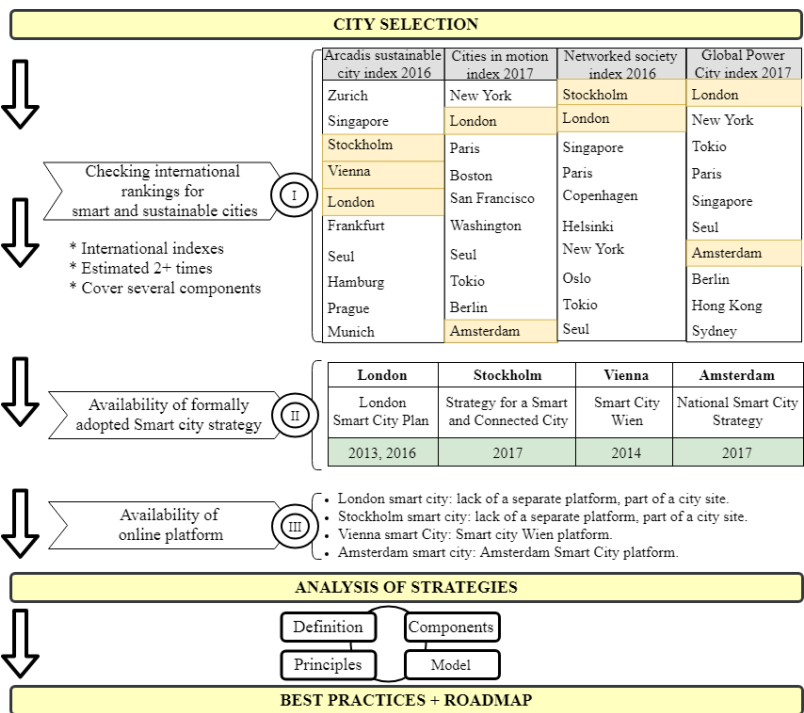 CITY SELECTION
Arcadis sustainable city index 2016
Zurich
Singapore
Stockholm
Vienna
London
Frankfurt
Seul
Hamburg
Prague
Munich
Cities in motion index 2017
New York
London
Paris
Boston
San Francisco
Washington
Seul
Tokio
Berlin
Amsterdam
Networked society index 2016
Stockholm
London
Singapore
Paris
Copenhagen
Helsinki
New York
Oslo
Tokio
Seul
Global Power City index 2017
London
New York
Tokio
Paris
Singapore
Seul
Amsterdam
Berlin
Hong Kong
Sydney
Checking international
rankings for
smart and sustainable cities
I
* International indexes
* Estimated 2+ times
* Cover several components
Availability of formally
adopted Smart city strategy
II
London
Stockholm
Vienna
Amsterdam
London
Smart City Plan
Strategy for a Smart
and Connected City
Smart City
Wien
National Smart City
Strategy
2013, 2016
2017
2014
2017
Availability of
online platform
III
• London smart city: lack of a separate platform, part of a city site.
• Stockholm smart city: lack of a separate platform, part of a city site.
• Vienna smart City: Smart city Wien platform.
• Amsterdam smart city: Amsterdam Smart City platform.
ANALYSIS OF STRATEGIES
Definition
Components
Principles
Model
BEST PRACTICES + ROADMAP